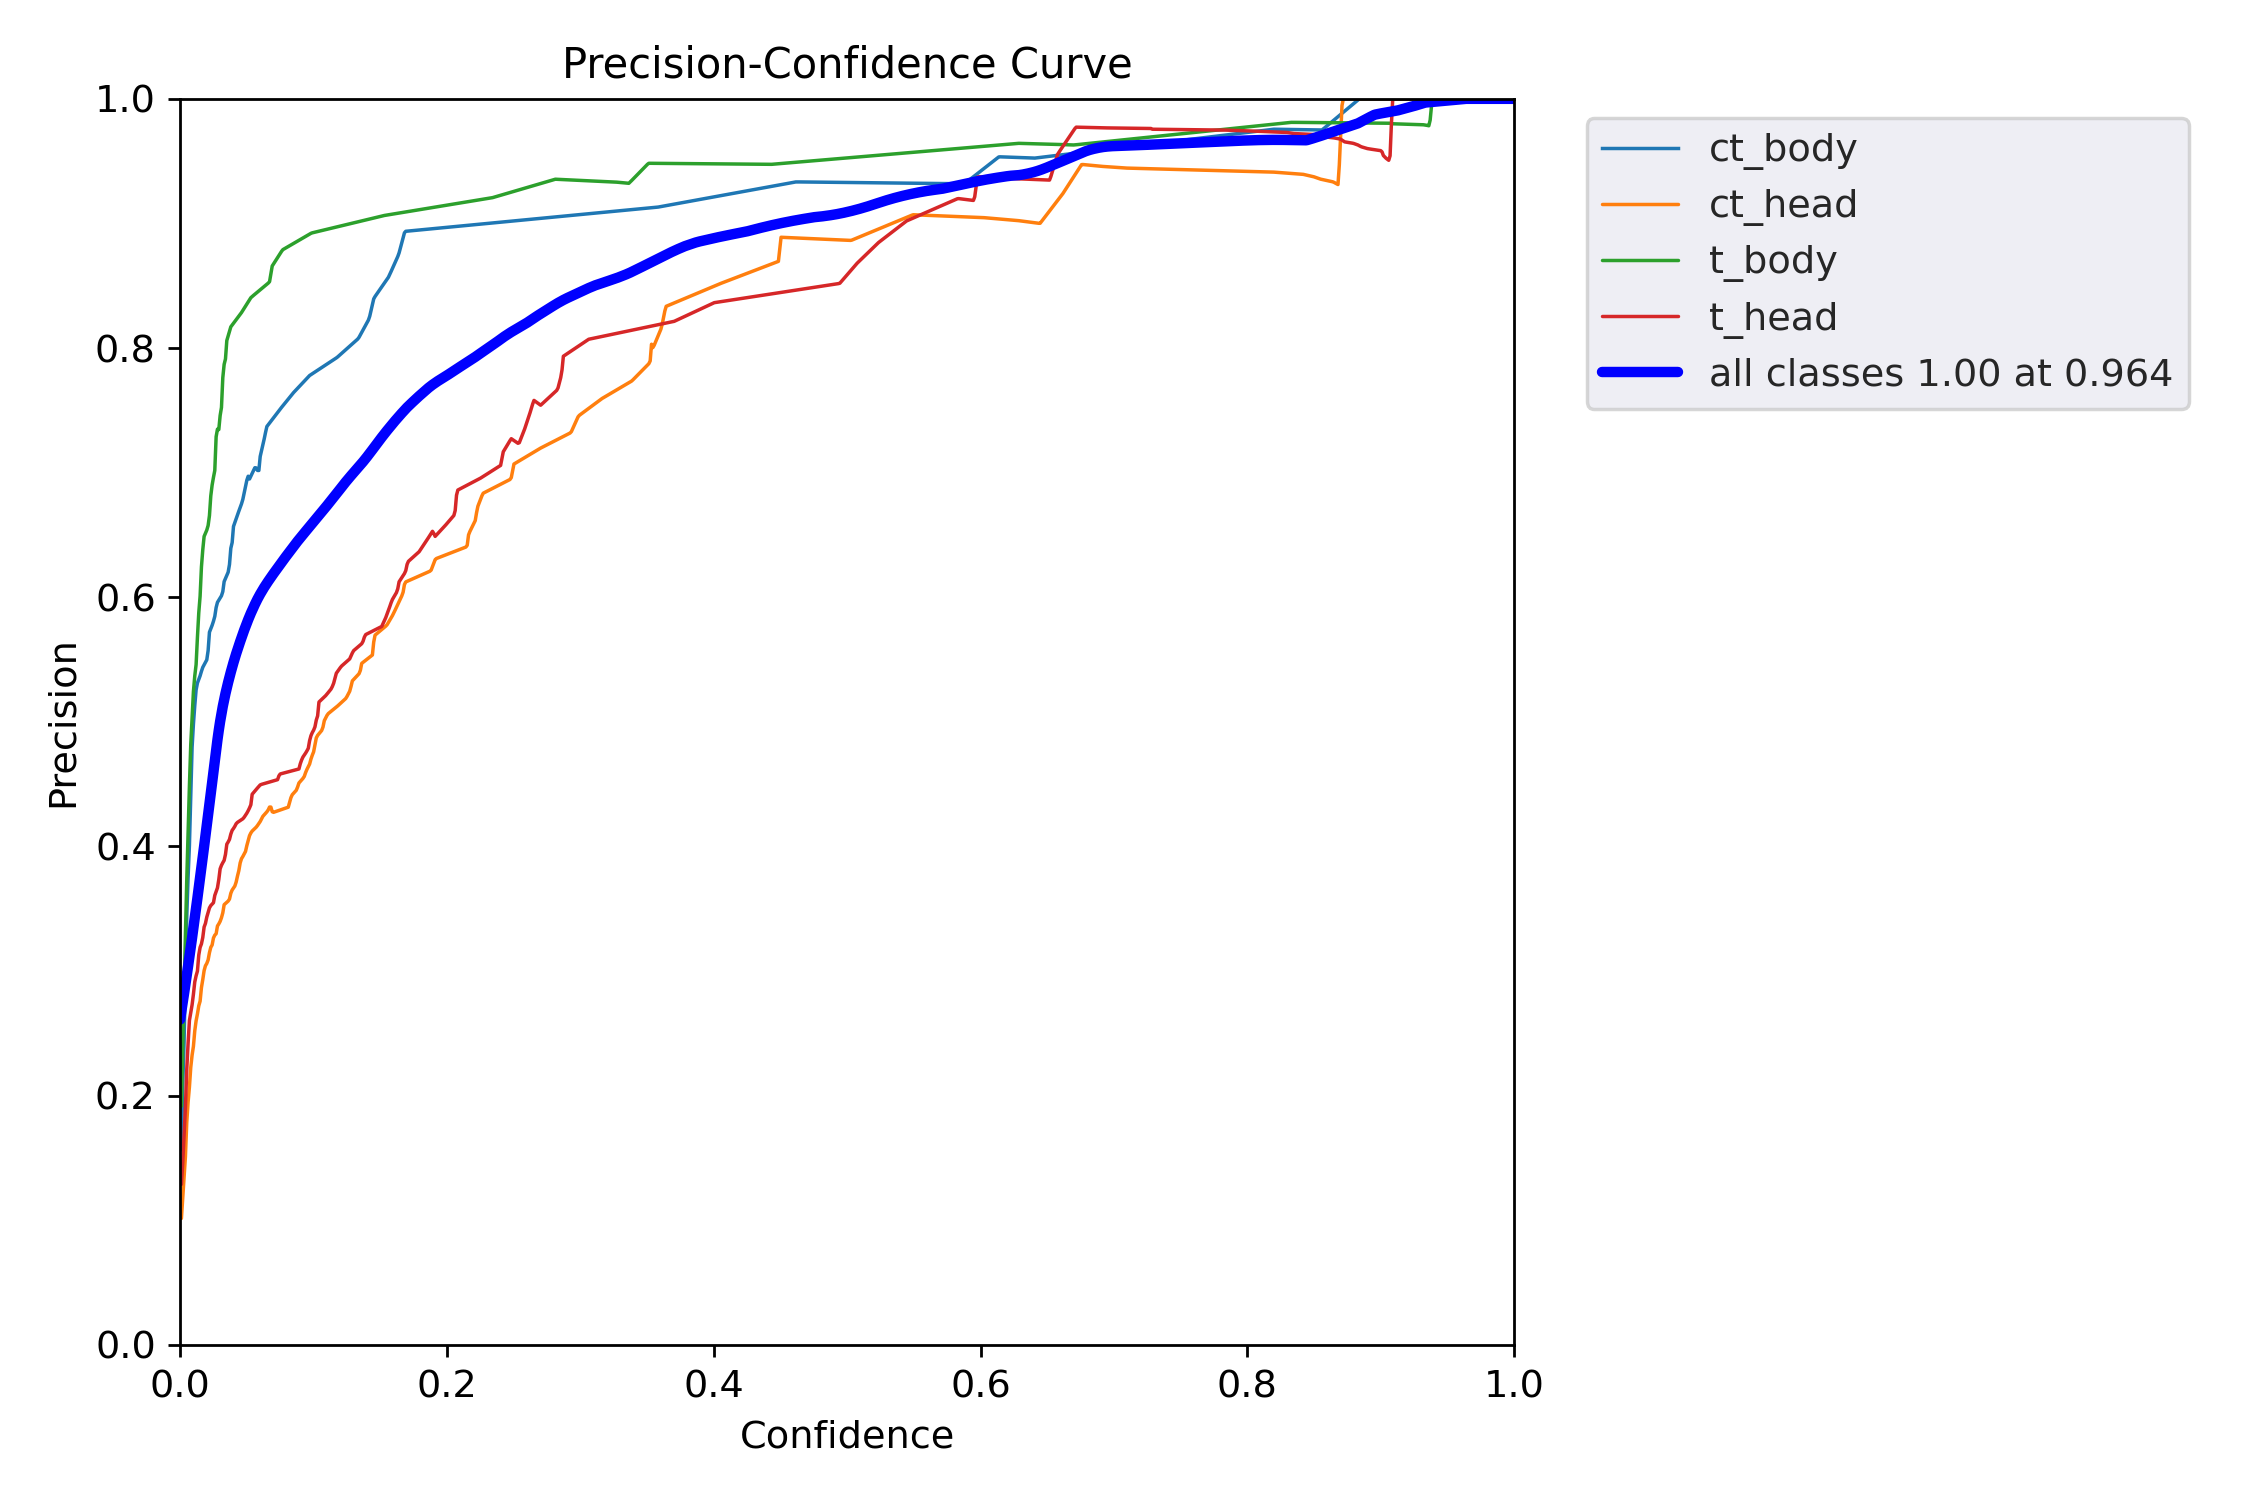 Precision-Confidence Curve
1.0
0.8
0.6
0.4
0.2
0.0
Precision
0.0 0.2 0.4 0.6 0.8 1.0
Confidence
ct_body
ct_head
t_body
t_head
all classes 1.00 at 0.964